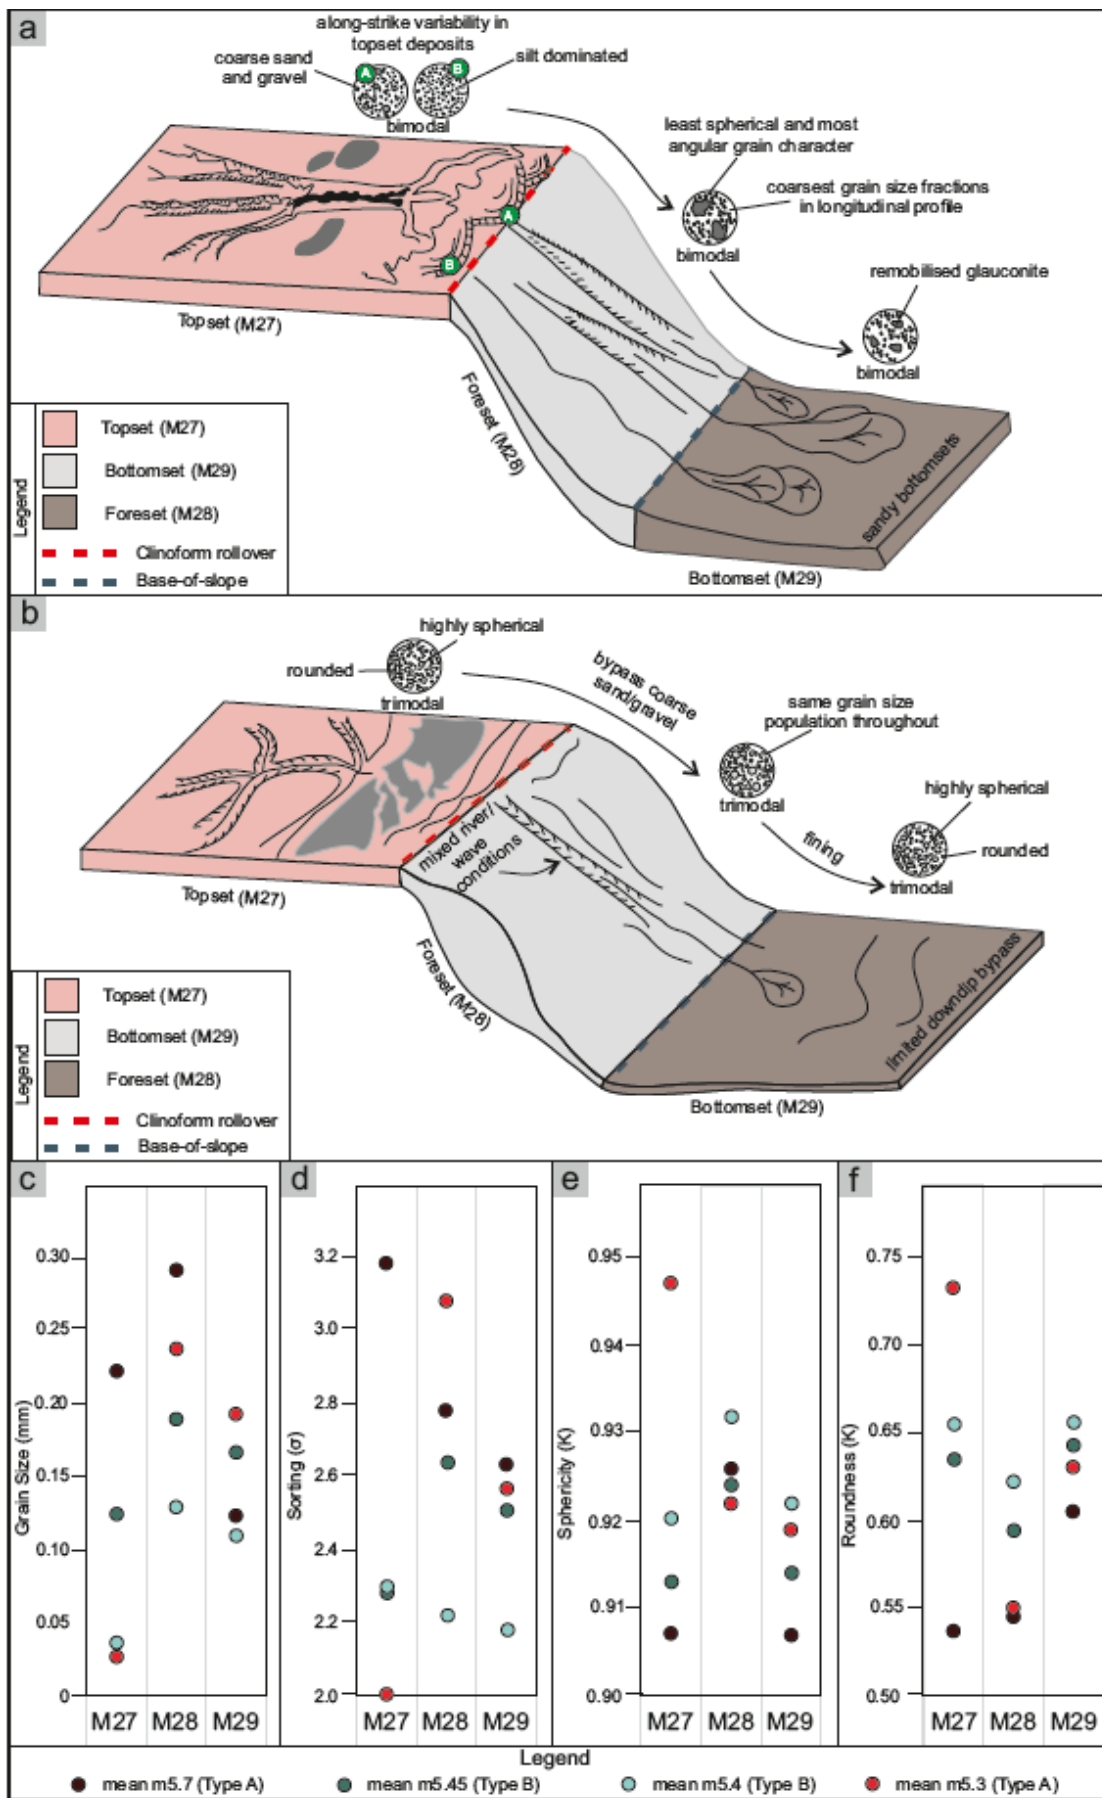 a
along-strike variability in
topset deposits
coarse sand
and gravel
silt dominated
A
B
bimodal
least spherical and most
angular grain character
coarsest grain size fractions
in longitudinal profile
bimodal
remobilised glauconite
bimodal
A
B
Topset (M27)
Foreset (M28)
sandy bottomsets
Bottomset (M29)
Legend
Topset (M27)
Bottomset (M29)
Foreset (M28)
Clinoform rollover
Base-of-slope
b
highly spherical
rounded
trimodal
bypass coarse
sand/gravel
same grain size
population throughout
trimodal
highly spherical
fining
rounded
trimodal
mixed river/
wave
conditions
Topset (M27)
Foreset (M28)
limited downdip bypass
Bottomset (M29)
Legend
Topset (M27)
Bottomset (M29)
Foreset (M28)
Clinoform rollover
Base-of-slope
c
Grain Size (mm)
0.30
0.25
0.20
0.15
0.10
0.05
0
M27 M28 M29
d
Sorting (σ)
3.2
3.0
2.8
2.6
2.4
2.2
2.0
M27 M28 M29
e
Sphericity (K)
0.95
0.94
0.93
0.92
0.91
0.90
M27 M28 M29
f
Roundness (K)
0.75
0.70
0.65
0.60
0.55
0.50
M27 M28 M29
Legend
mean m5.7 (Type A)
mean m5.45 (Type B)
mean m5.4 (Type B)
mean m5.3 (Type A)